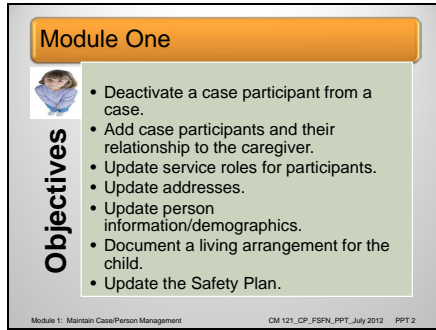 Module One
Objectives
• Deactivate a case participant from a
case.
• Add case participants and their
relationship to the caregiver.
• Update service roles for participants.
• Update addresses.
• Update person
information/demographics.
• Document a living arrangement for the
child.
• Update the Safety Plan.
Module 1: Maintain Case/Person Management
CM 121_CP_FSFN_PPT_July 2012 PPT 2